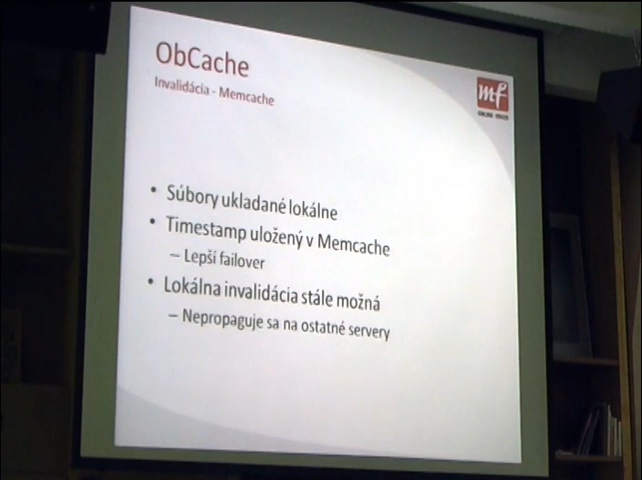 ObCache
Invalidácia - Memcache
mf
• Súbory ukladané lokálne
• Timestamp uložený v Memcache
– Lepší failover
• Lokálna invalidácia stále možná
– Nepropaguje sa na ostatné servery